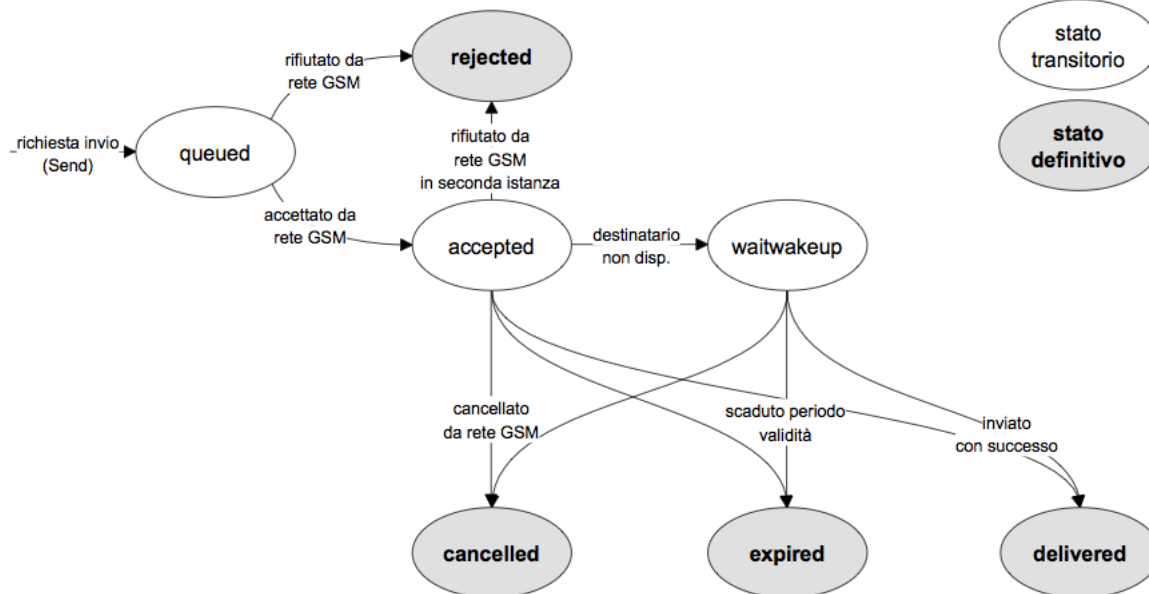 stato
transitorio
rifiutato da
rete GSM
rejected
stato
definitivo
richiesta invio
(Send)
queued
rifiutato da
rete GSM
in seconda istanza
accettato da
rete GSM
accepted
destinatario
non disp.
waitwakeup
cancellato
da rete GSM
scaduto periodo
validità
inviato
con successo
cancelled
expired
delivered